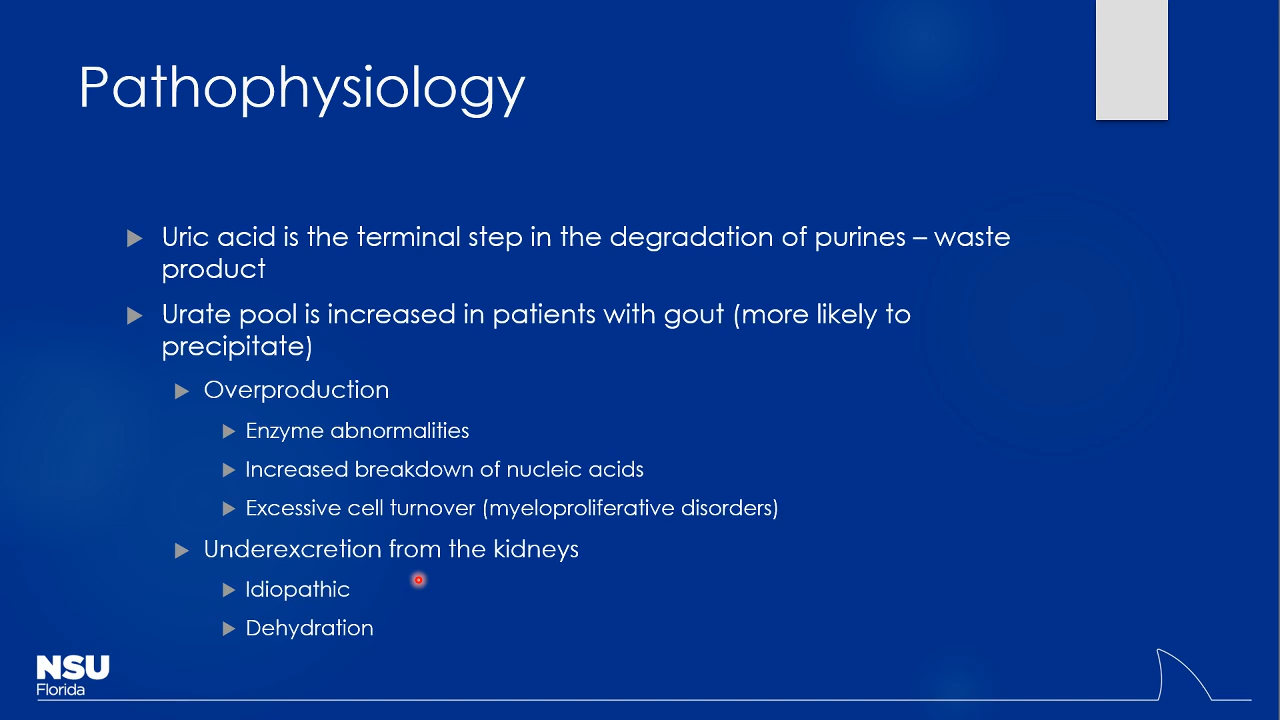 Pathophysiology
Uric acid is the terminal step in the degradation of purines – waste
product
Urate pool is increased in patients with gout (more likely to
precipitate)
Overproduction
Enzyme abnormalities
Increased breakdown of nucleic acids
Excessive cell turnover (myeloproliferative disorders)
Underexcretion from the kidneys
Idiopathic
Dehydration
NSU
Florida